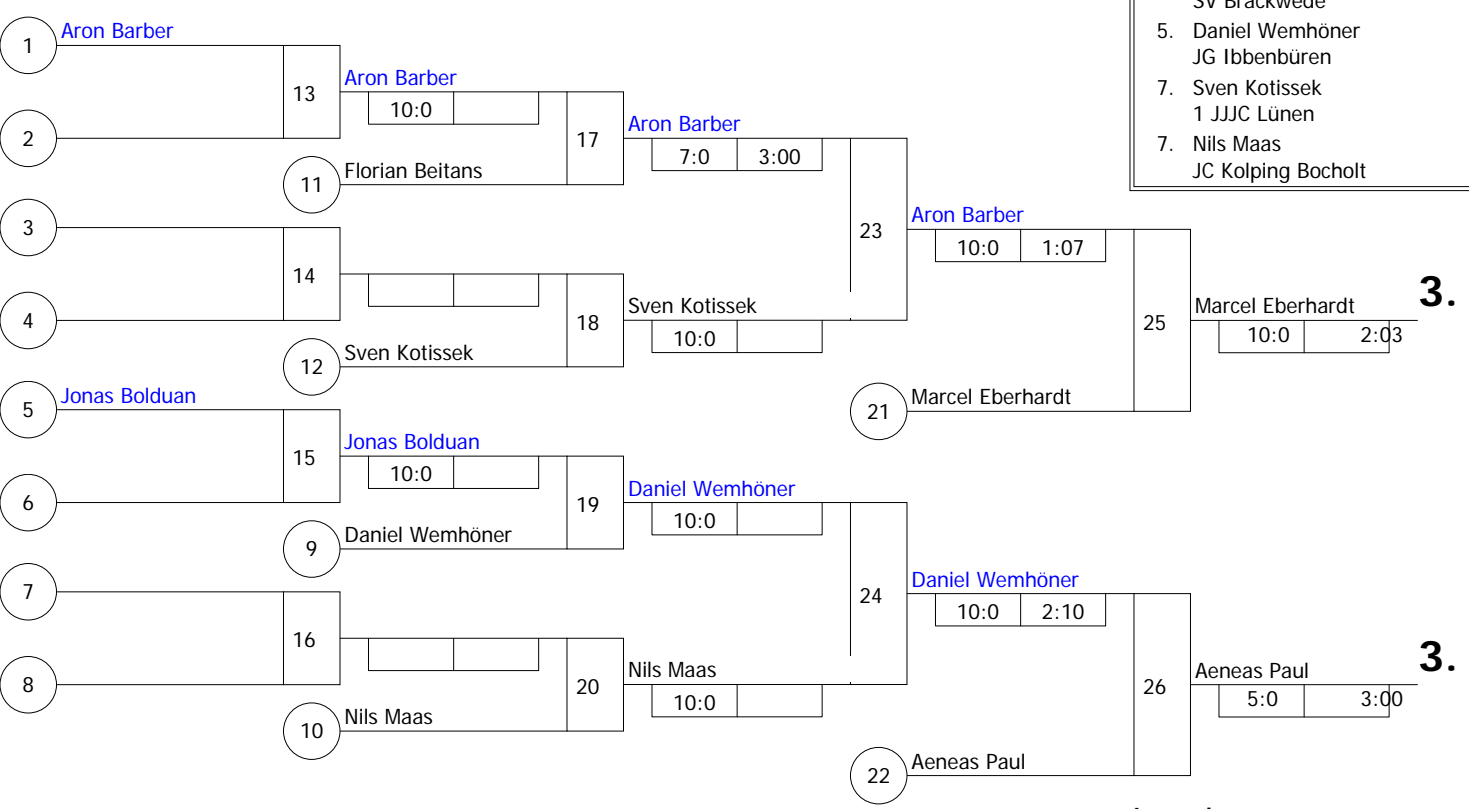 SV Brackwede
5. Daniel Wemhöner
JG Ibbenbüren
7. Sven Kotissek
1 JJJC Lünen
7. Nils Maas
JC Kolping Bocholt
1 Aron Barber
13 Aron Barber
10:0
2
17 Aron Barber
7:0 3:00
11 Florian Beitans
3
23 Aron Barber
10:0 1:07
14
4
18 Sven Kotissek
10:0
12 Sven Kotissek
25 Marcel Eberhardt 3.
10:0 2:03
5 Jonas Bolduan
21 Marcel Eberhardt
15 Jonas Bolduan
10:0
6
19 Daniel Wemhöner
10:0
9 Daniel Wemhöner
7
24 Daniel Wemhöner
10:0 2:10
16
8
20 Nils Maas
10:0
10 Nils Maas
26 Aeneas Paul 3.
5:0 3:00
22 Aeneas Paul